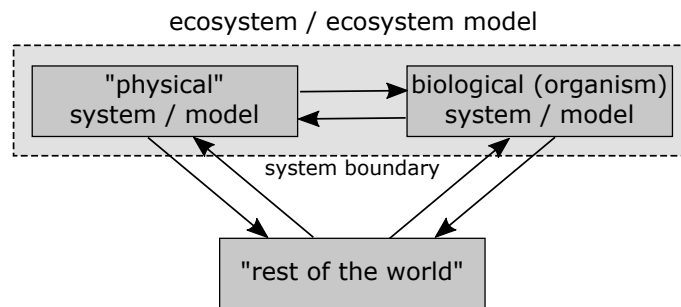 ecosystem / ecosystem model
"physical"
system / model
biological (organism)
system / model
system boundary
"rest of the world"